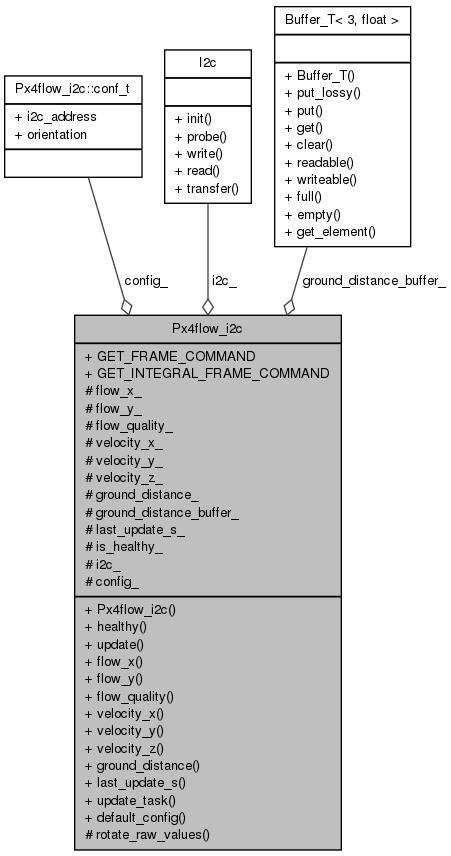 Px4flow_i2c::conf_t
+ i2c_address
+ orientation
I2c
+ init()
+ probe()
+ write()
+ read()
+ transfer()
Buffer_T< 3, float >
+ Buffer_T()
+ put_lossy()
+ put()
+ get()
+ clear()
+ readable()
+ writeable()
+ full()
+ empty()
+ get_element()
config_
i2c_
ground_distance_buffer_
Px4flow_i2c
+ GET_FRAME_COMMAND
+ GET_INTEGRAL_FRAME_COMMAND
# flow_x_
# flow_y_
# flow_quality_
# velocity_x_
# velocity_y_
# velocity_z_
# ground_distance_
# ground_distance_buffer_
# last_update_s_
# is_healthy_
# i2c_
# config_
+ Px4flow_i2c()
+ healthy()
+ update()
+ flow_x()
+ flow_y()
+ flow_quality()
+ velocity_x()
+ velocity_y()
+ velocity_z()
+ ground_distance()
+ last_update_s()
+ update_task()
+ default_config()
# rotate_raw_values()